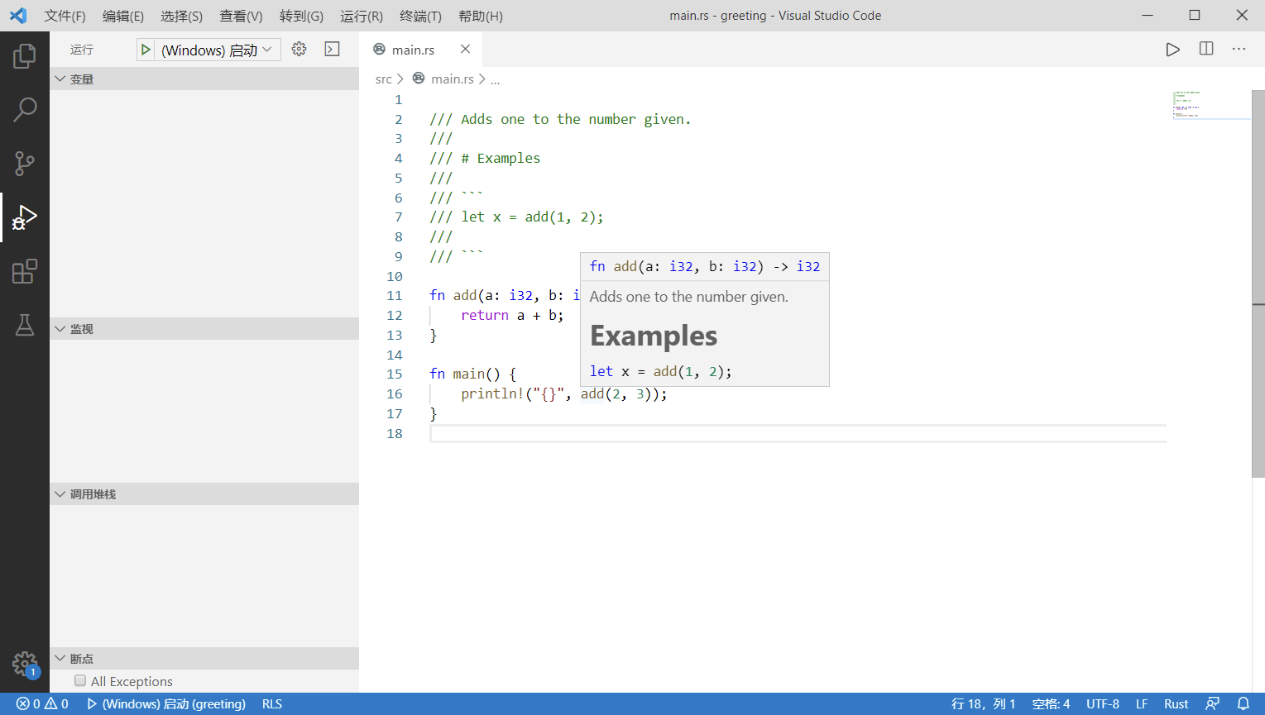 文件(F) 编辑(E) 选择(S) 查看(V) 转到(G) 运行(R) 终端(T) 帮助(H) main.rs - greeting - Visual Studio Code
运行 (Windows) 启动 main.rs
变量
src > main.rs > ...
1
2 /// Adds one to the number given.
3 ///
4 /// # Examples
5 ///
6 /// ```
7 /// let x = add(1, 2);
8 ///
9 /// ```
10
11 fn add(a: i32, b: i
12 return a + b;
13 }
14
15 fn main() {
16 println!("{}", add(2, 3));
17 }
18
fn add(a: i32, b: i32) -> i32
Adds one to the number given.
Examples
let x = add(1, 2);
监视
调用堆栈
断点
All Exceptions
1
0 0 (Windows) 启动 (greeting) RLS 行 18，列 1 空格: 4 UTF-8 LF Rust